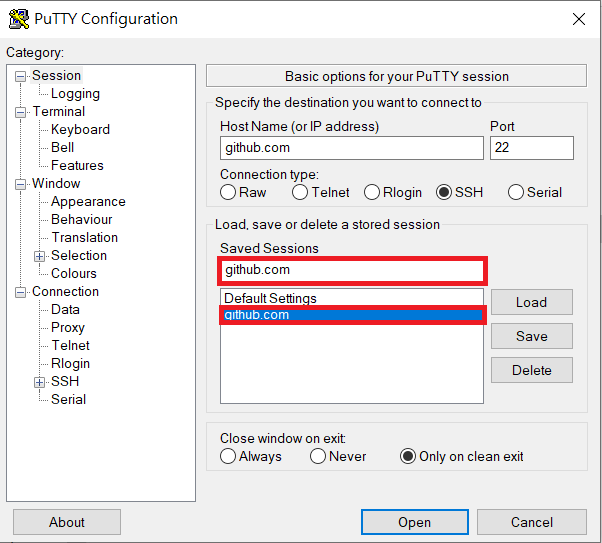 PuTTY Configuration
Category:
Session
Logging
Terminal
Keyboard
Bell
Features
Window
Appearance
Behaviour
Translation
Selection
Colours
Connection
Data
Proxy
Telnet
Rlogin
SSH
Serial
Basic options for your PuTTY session
Specify the destination you want to connect to
Host Name (or IP address) Port
github.com 22
Connection type:
Raw Telnet Rlogin SSH Serial
Load, save or delete a stored session
Saved Sessions
github.com
Default Settings
github.com
Load
Save
Delete
Close window on exit:
Always Never Only on clean exit
About Open Cancel